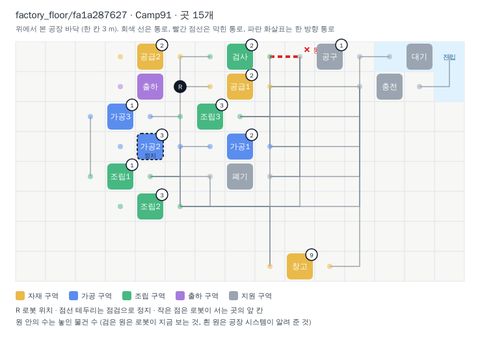 factory_floor/fa1a287627 · Camp91 · 곳 15개
위에서 본 공장 바닥 (한 칸 3 m). 회색 선은 통로, 빨간 점선은 막힌 통로, 파란 화살표는 한 방향 통로
공급2 2
검사 2
✕
공구 1
대기
진입
출하
R
공급1 2
충전
가공3 1
조립3 3
가공2 3
가공1 2
조립1 1
폐기
조립2 3
창고 9
자재 구역
가공 구역
조립 구역
출하 구역
지원 구역
R 로봇 위치 · 점선 테두리는 점검으로 정지 · 작은 점은 로봇이 서는 곳의 앞 칸
원 안의 수는 놓인 물건 수 (검은 원은 로봇이 지금 보는 것, 흰 원은 공장 시스템이 알려 준 것)